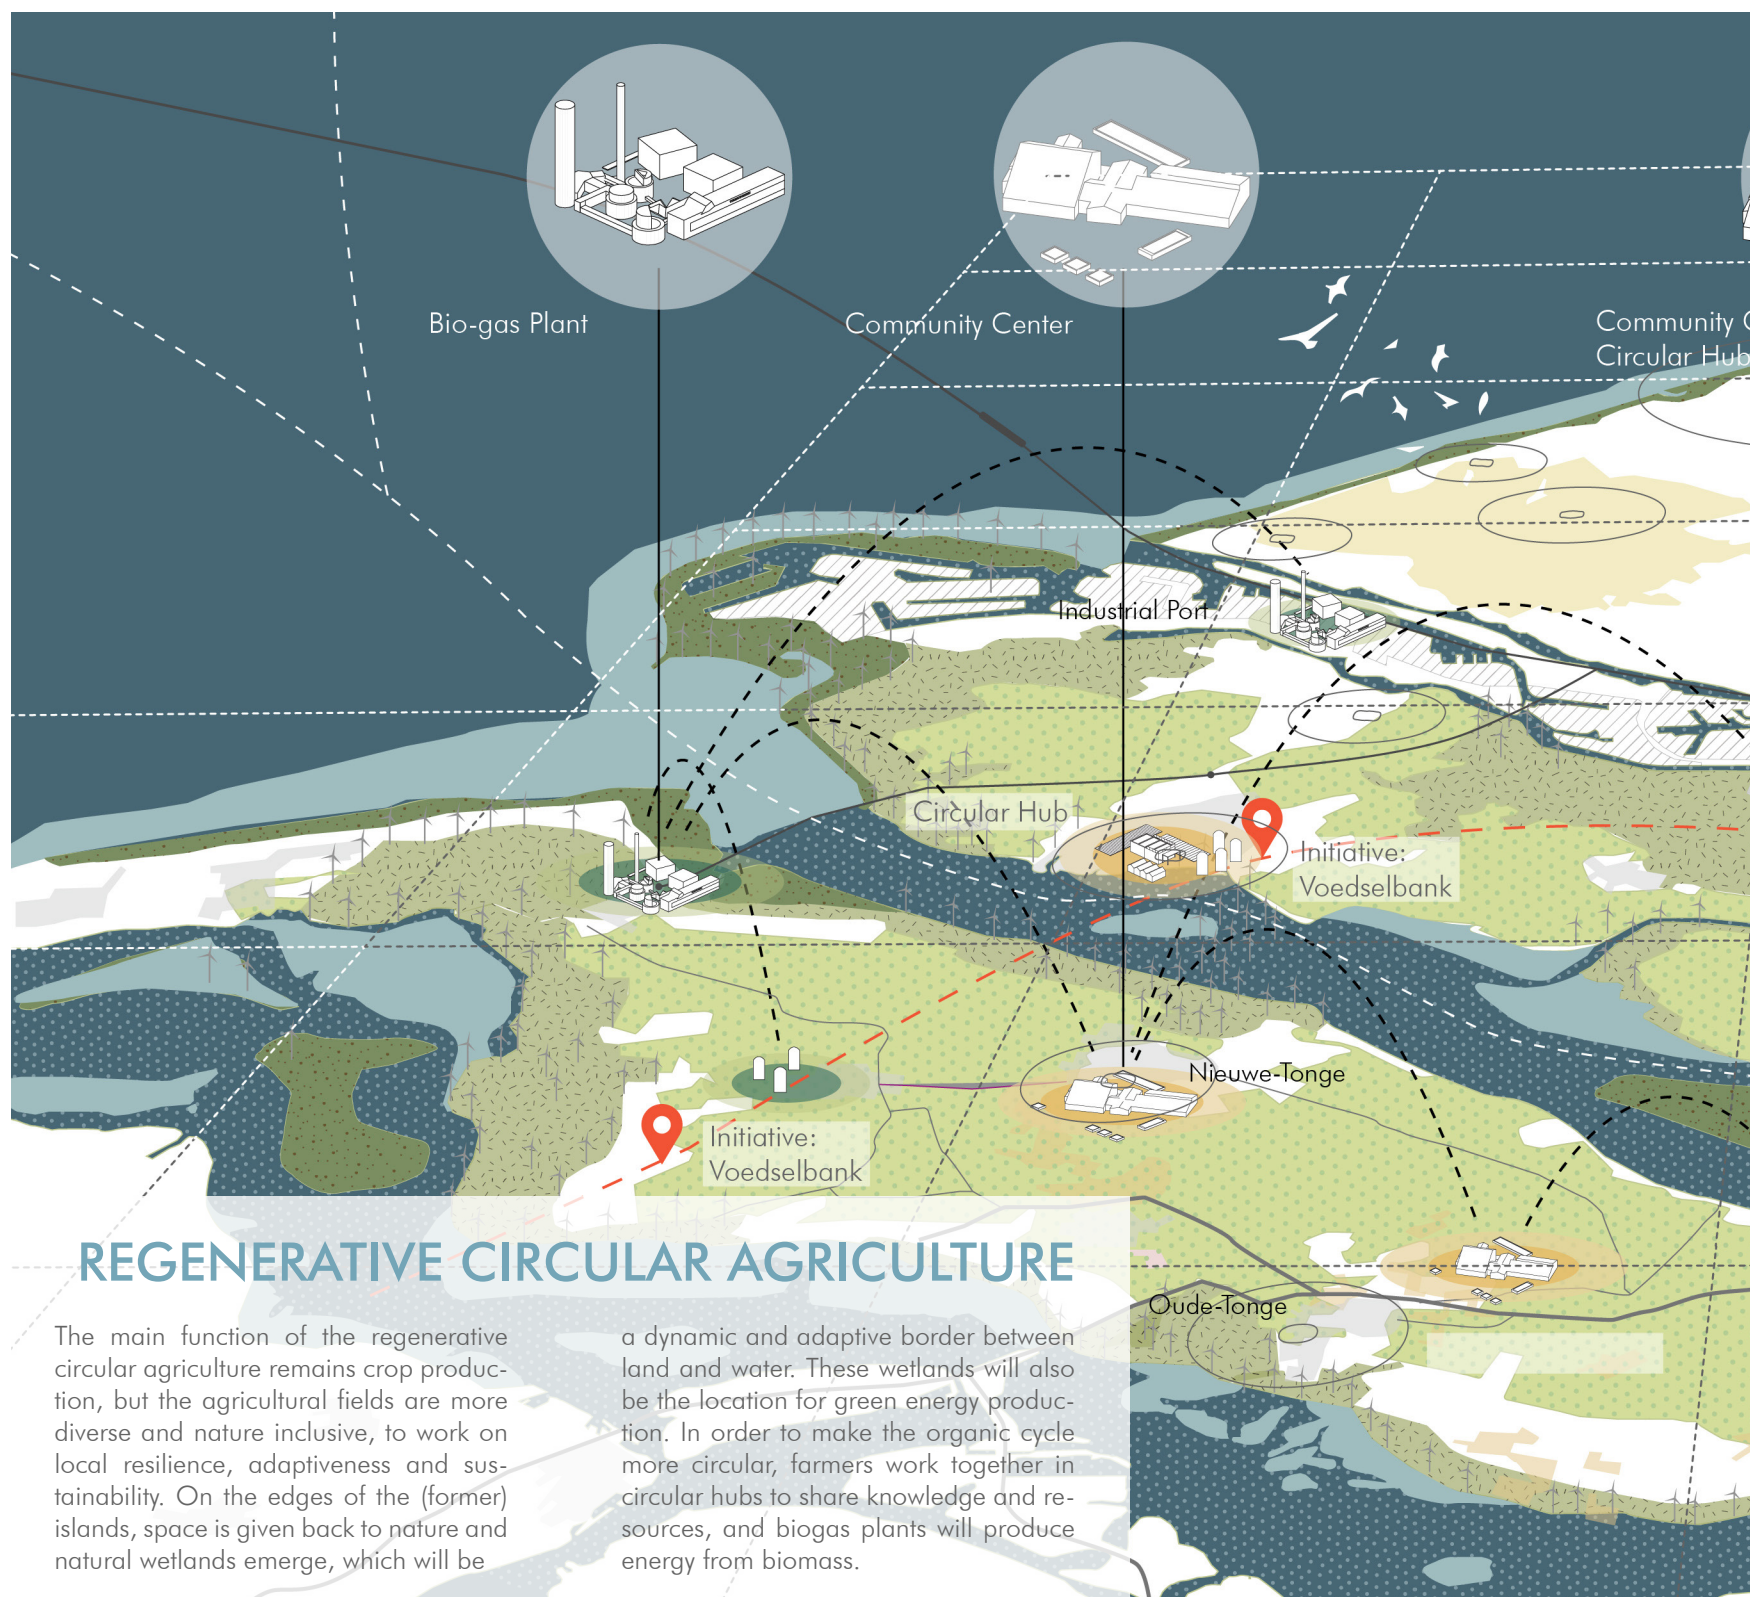 Bio-gas Plant
Community Center
Community
Circular Hub
Industrial Port
Circular Hub
Initiative:
Voedselbank
Nieuwe-Tonge
Initiative:
Voedselbank
Oude-Tonge
REGENERATIVE CIRCULAR AGRICULTURE
The main function of the regenerative
circular agriculture remains crop produc-
tion, but the agricultural fields are more
diverse and nature inclusive, to work on
local resilience, adaptiveness and sus-
tainability. On the edges of the (former)
islands, space is given back to nature and
natural wetlands emerge, which will be
a dynamic and adaptive border between
land and water. These wetlands will also
be the location for green energy produc-
tion. In order to make the organic cycle
more circular, farmers work together in
circular hubs to share knowledge and re-
sources, and biogas plants will produce
energy from biomass.